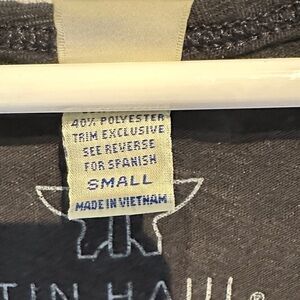 40% POLYESTER
TRIM EXCLUSIVE
SEE REVERSE
FOR SPANISH
SMALL
MADE IN VIETNAM